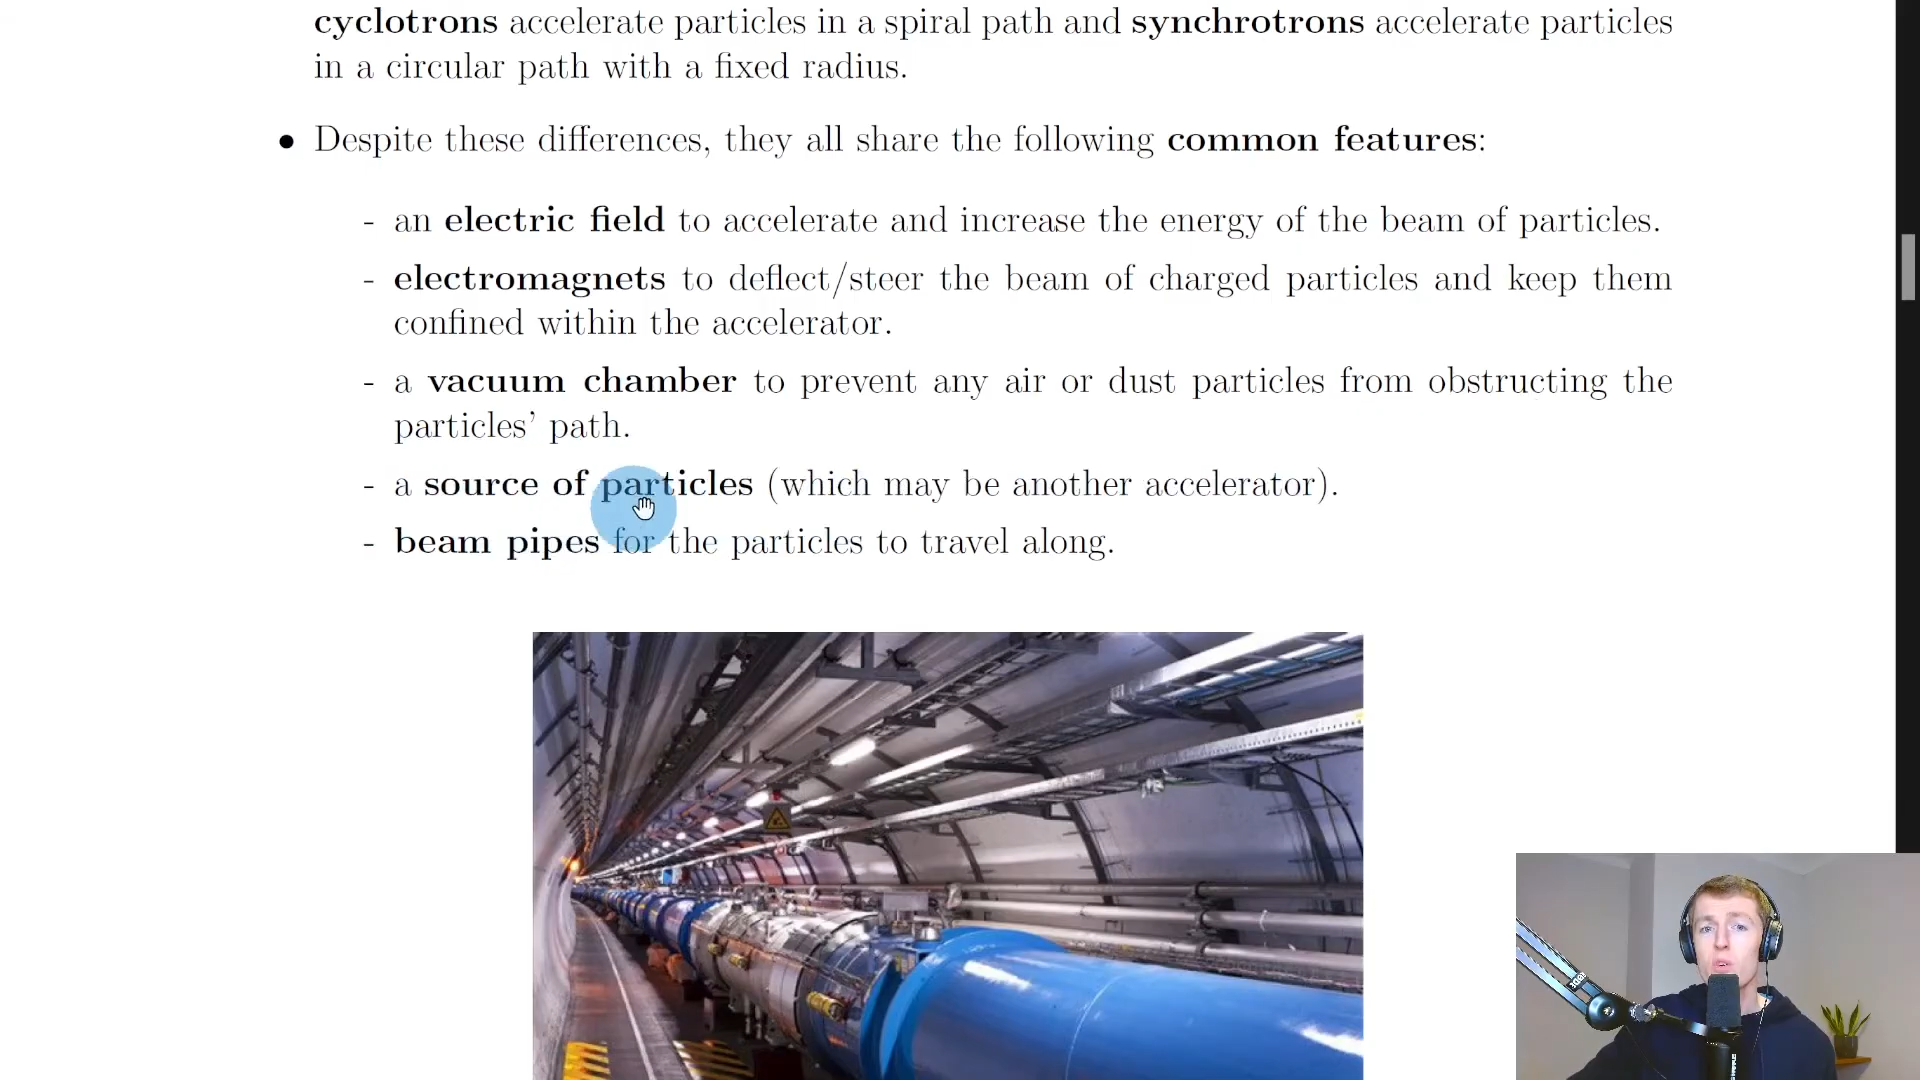 cyclotrons accelerate particles in a spiral path and synchrotrons accelerate particles
in a circular path with a fixed radius.
• Despite these differences, they all share the following common features:
- an electric field to accelerate and increase the energy of the beam of particles.
- electromagnets to deflect/steer the beam of charged particles and keep them
confined within the accelerator.
- a vacuum chamber to prevent any air or dust particles from obstructing the
particles’ path.
- a source of particles (which may be another accelerator).
- beam pipes for the particles to travel along.